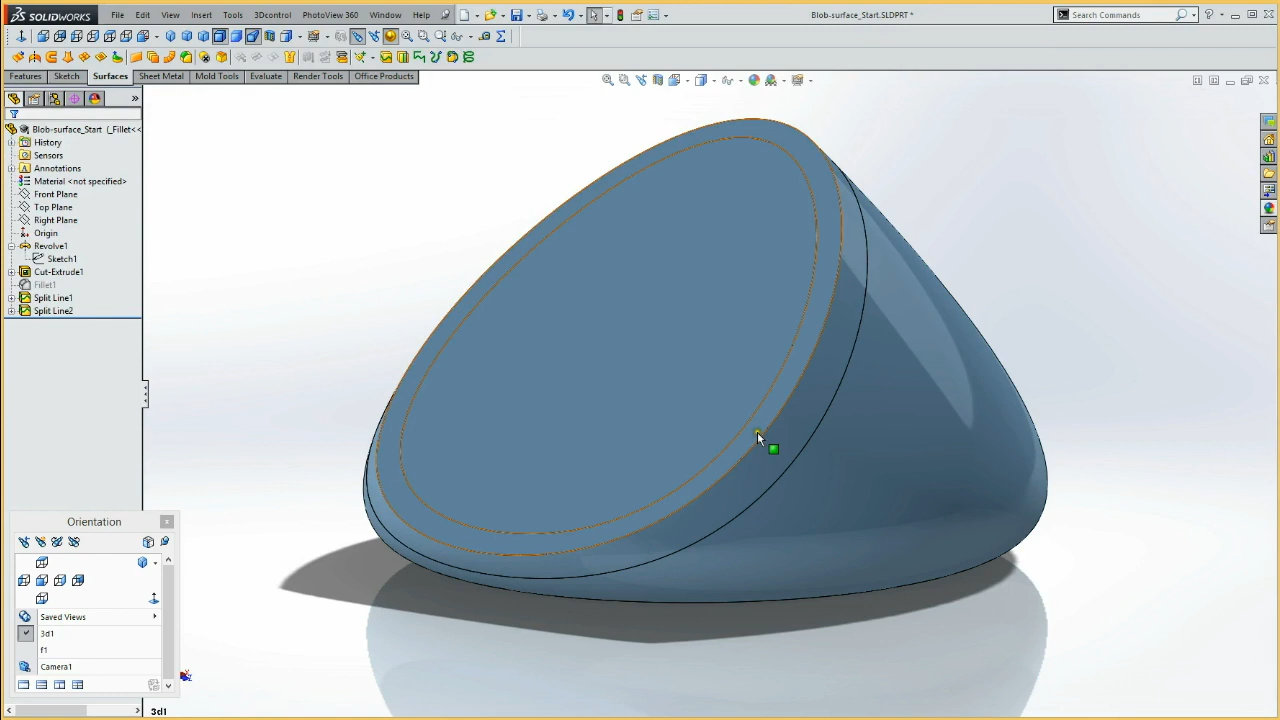 SOLIDWORKS File Edit View Insert Tools 3Dcontrol PhotoView 360 Window Help Blob-surface_Start.SLDPRT * Search Commands
Features Sketch Surfaces Sheet Metal Mold Tools Evaluate Render Tools Office Products
Blob-surface_Start (_Fillet<<
History
Sensors
Annotations
Material <not specified>
Front Plane
Top Plane
Right Plane
Origin
Revolve1
Sketch1
Cut-Extrude1
Fillet1
Split Line1
Split Line2
Orientation
Saved Views
3d1
f1
Camera1
3d1